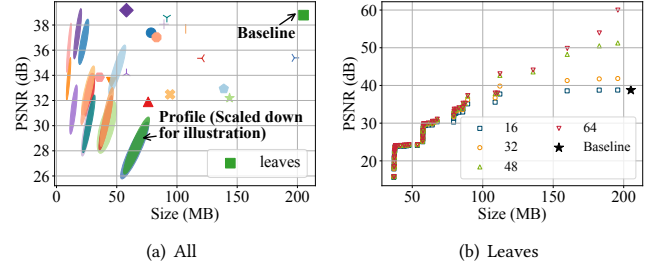 38
36
34
32
30
28
26
PSNR (dB)
Baseline
Profile (Scaled down
for illustration)
leaves
0 50 100 150 200
Size (MB)
(a) All
60
50
40
30
20
PSNR (dB)
16 64
32 Baseline
48
50 100 150 200
Size (MB)
(b) Leaves